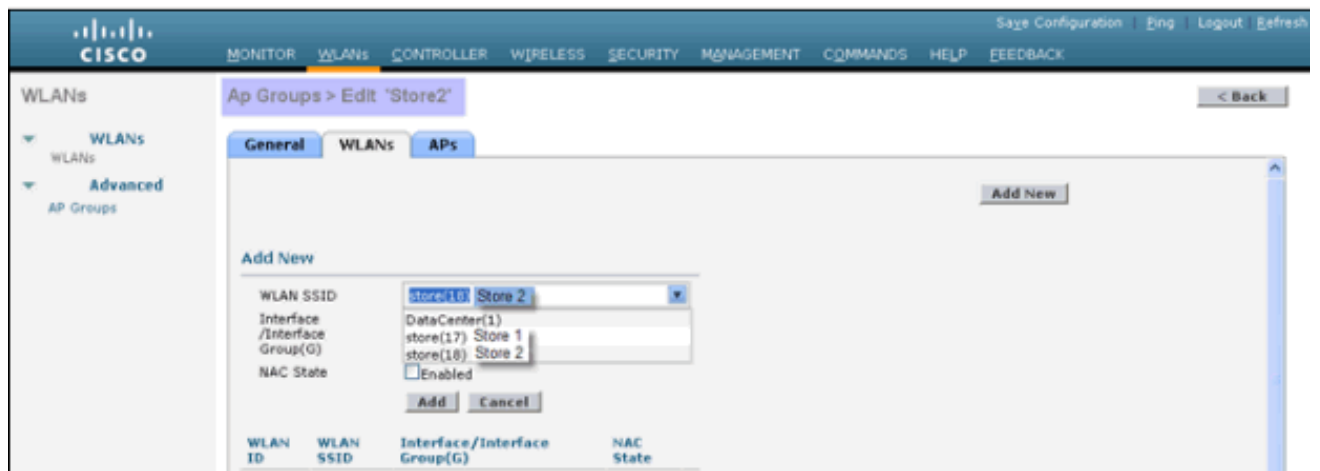 Save Configuration | Ping | Logout | Refresh
CISCO
MONITOR WLANs CONTROLLER WIRELESS SECURITY MANAGEMENT COMMANDS HELP FEEDBACK
WLANs
Ap Groups > Edit 'Store2'
< Back
WLANs
WLANs
Advanced
AP Groups
General WLANs APs
Add New
Add New
WLAN SSID store(18) Store 2
Interface
/Interface
Group(G)
DataCenter(1)
store(17) Store 1
store(18) Store 2
NAC State Enabled
Add Cancel
WLAN
ID
WLAN
SSID
Interface/Interface
Group(G)
NAC
State